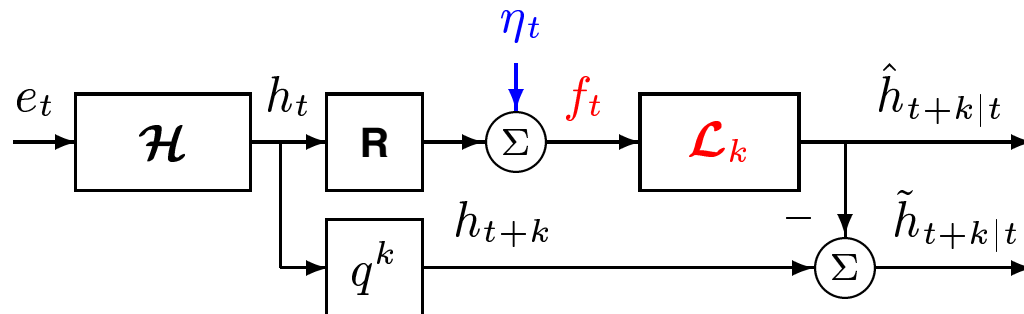 η_t
e_t 𝓗 h_t R Σ f_t 𝓛_k ĥ_{t+k|t}
h_{t+k} − h̃_{t+k|t}
q^k Σ